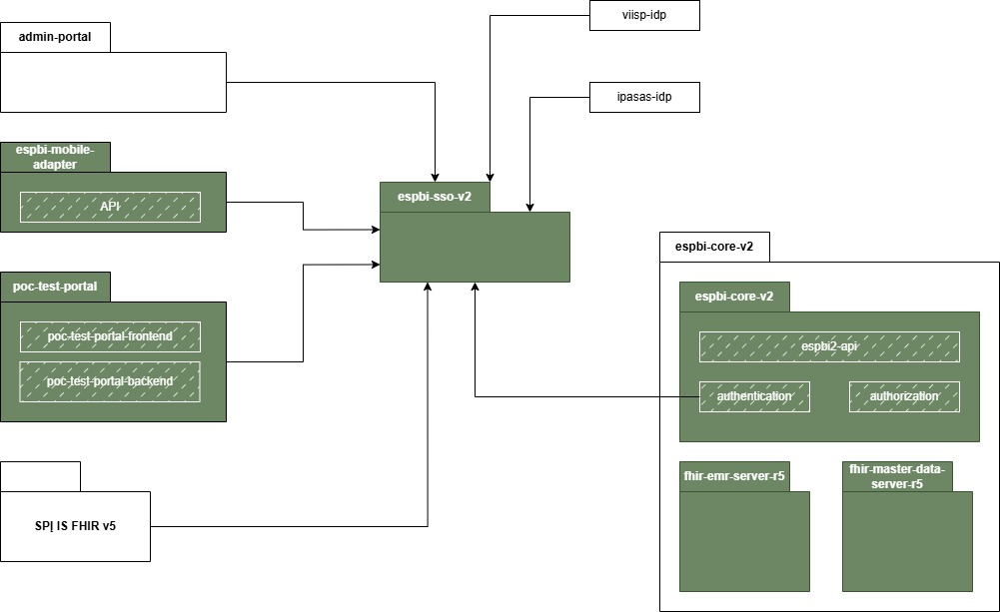 viisp-idp
admin-portal
ipasas-idp
espbi-mobile-
adapter
API
espbi-sso-v2
espbi-core-v2
poc-test-portal
espbi-core-v2
poc-test-portal-frontend
espbi2-api
poc-test-portal-backend
authentication
authorization
fhir-emr-server-r5
fhir-master-data-
server-r5
SPĮ IS FHIR v5